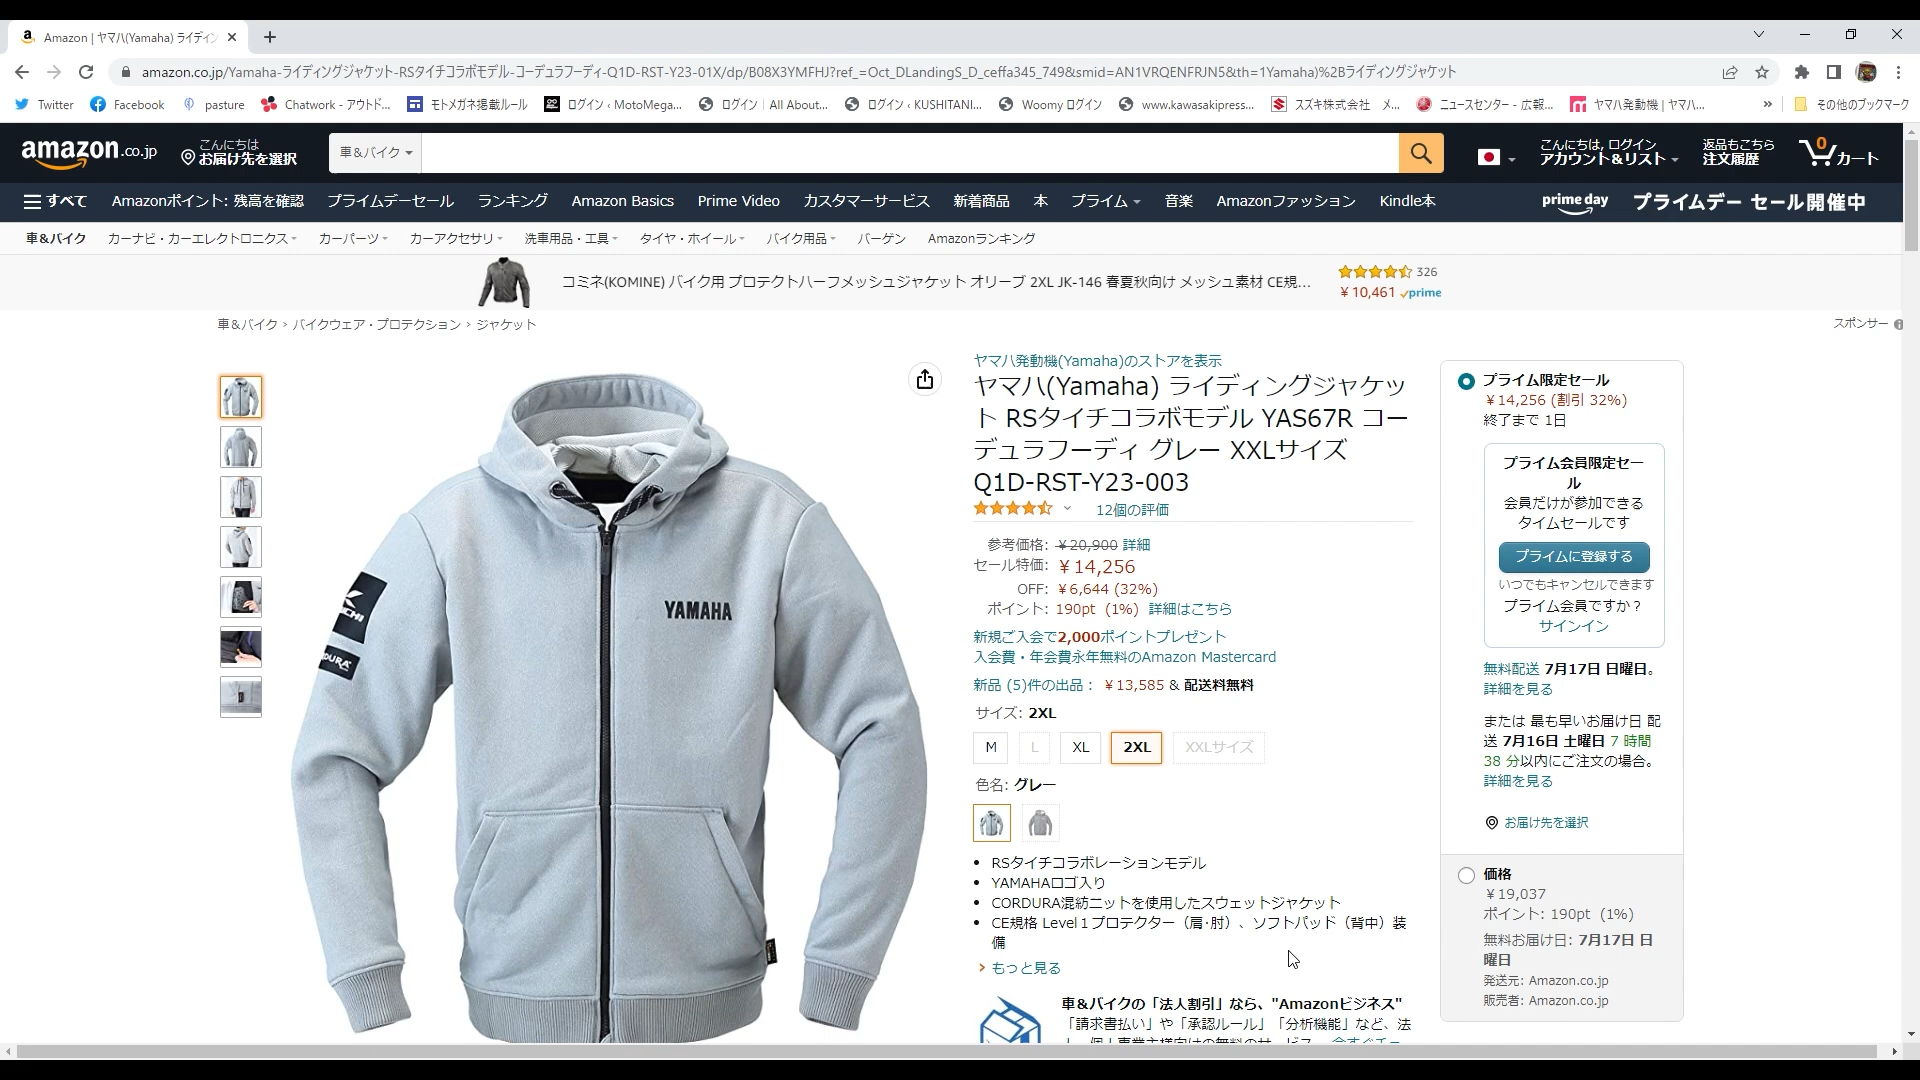 Amazon | ヤマハ(Yamaha) ライディン
amazon.co.jp/Yamaha-ライディングジャケット-RSタイチコラボモデル-コーデュラフーディ-Q1D-RST-Y23-01X/dp/B08X3YMFHJ?ref_=Oct_DLandingS_D_ceffa345_749&smid=AN1VRQENFRJN5&th=1Yamaha)%2Bライディングジャケット
Twitter Facebook pasture Chatwork - アウトド... モトメガネ掲載ルール ログイン ‹ MotoMega... ログイン | All About... ログイン ‹ KUSHITANI... Woomy ログイン www.kawasakipress... スズキ株式会社 メ... ニュースセンター - 広報... ヤマハ発動機 | ヤマハ... » その他のブックマーク
amazon.co.jp
こんにちは
お届け先を選択
車&バイク
こんにちは, ログイン
アカウント&リスト
返品もこちら
注文履歴
0
カート
すべて Amazonポイント: 残高を確認 プライムデーセール ランキング Amazon Basics Prime Video カスタマーサービス 新着商品 本 プライム 音楽 Amazonファッション Kindle本 prime day プライムデー セール開催中
車&バイク カーナビ・カーエレクトロニクス カーパーツ カーアクセサリ 洗車用品・工具 タイヤ・ホイール バイク用品 バーゲン Amazonランキング
コミネ(KOMINE) バイク用 プロテクトハーフメッシュジャケット オリーブ 2XL JK-146 春夏秋向け メッシュ素材 CE規...
326
￥10,461 prime
車&バイク › バイクウェア・プロテクション › ジャケット
スポンサー
ヤマハ発動機(Yamaha)のストアを表示
ヤマハ(Yamaha) ライディングジャケッ
ト RSタイチコラボモデル YAS67R コー
デュラフーディ グレー XXLサイズ
Q1D-RST-Y23-003
12個の評価
参考価格: ￥20,900 詳細
セール特価: ￥14,256
OFF: ￥6,644 (32%)
ポイント: 190pt (1%) 詳細はこちら
新規ご入会で2,000ポイントプレゼント
入会費・年会費永年無料のAmazon Mastercard
新品 (5)件の出品： ￥13,585 & 配送料無料
サイズ: 2XL
M L XL 2XL XXLサイズ
色名: グレー
• RSタイチコラボレーションモデル
• YAMAHAロゴ入り
• CORDURA混紡ニットを使用したスウェットジャケット
• CE規格 Level１プロテクター（肩･肘）、ソフトパッド（背中）装
備
› もっと見る
車&バイクの「法人割引」なら、"Amazonビジネス"
「請求書払い」や「承認ルール」「分析機能」など、法
YAMAHA
プライム限定セール
￥14,256 (割引 32%)
終了まで 1日
プライム会員限定セー
ル
会員だけが参加できる
タイムセールです
プライムに登録する
いつでもキャンセルできます
プライム会員ですか？
サインイン
無料配送 7月17日 日曜日。
詳細を見る
または 最も早いお届け日 配
送 7月16日 土曜日 7 時間
38 分以内にご注文の場合。
詳細を見る
お届け先を選択
価格
￥19,037
ポイント: 190pt (1%)
無料お届け日: 7月17日 日
曜日
発送元: Amazon.co.jp
販売者: Amazon.co.jp